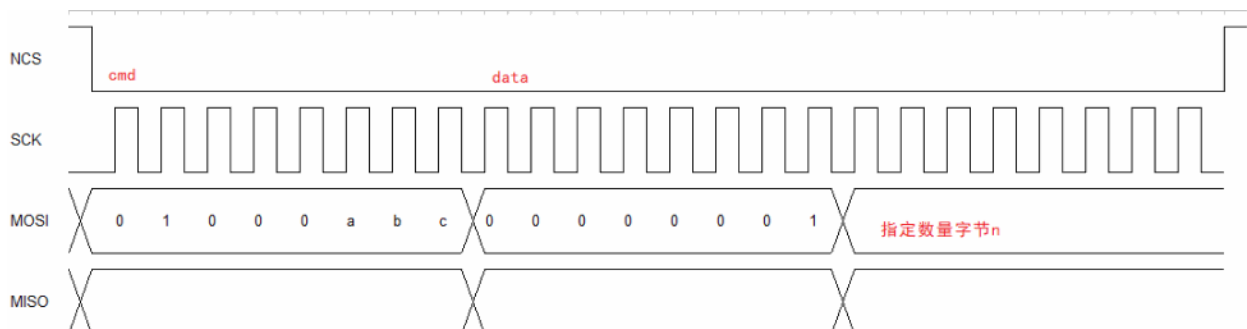 NCS
cmd data
SCK
MOSI 0 1 0 0 0 a b c 0 0 0 0 0 0 0 1 指定数量字节n
MISO